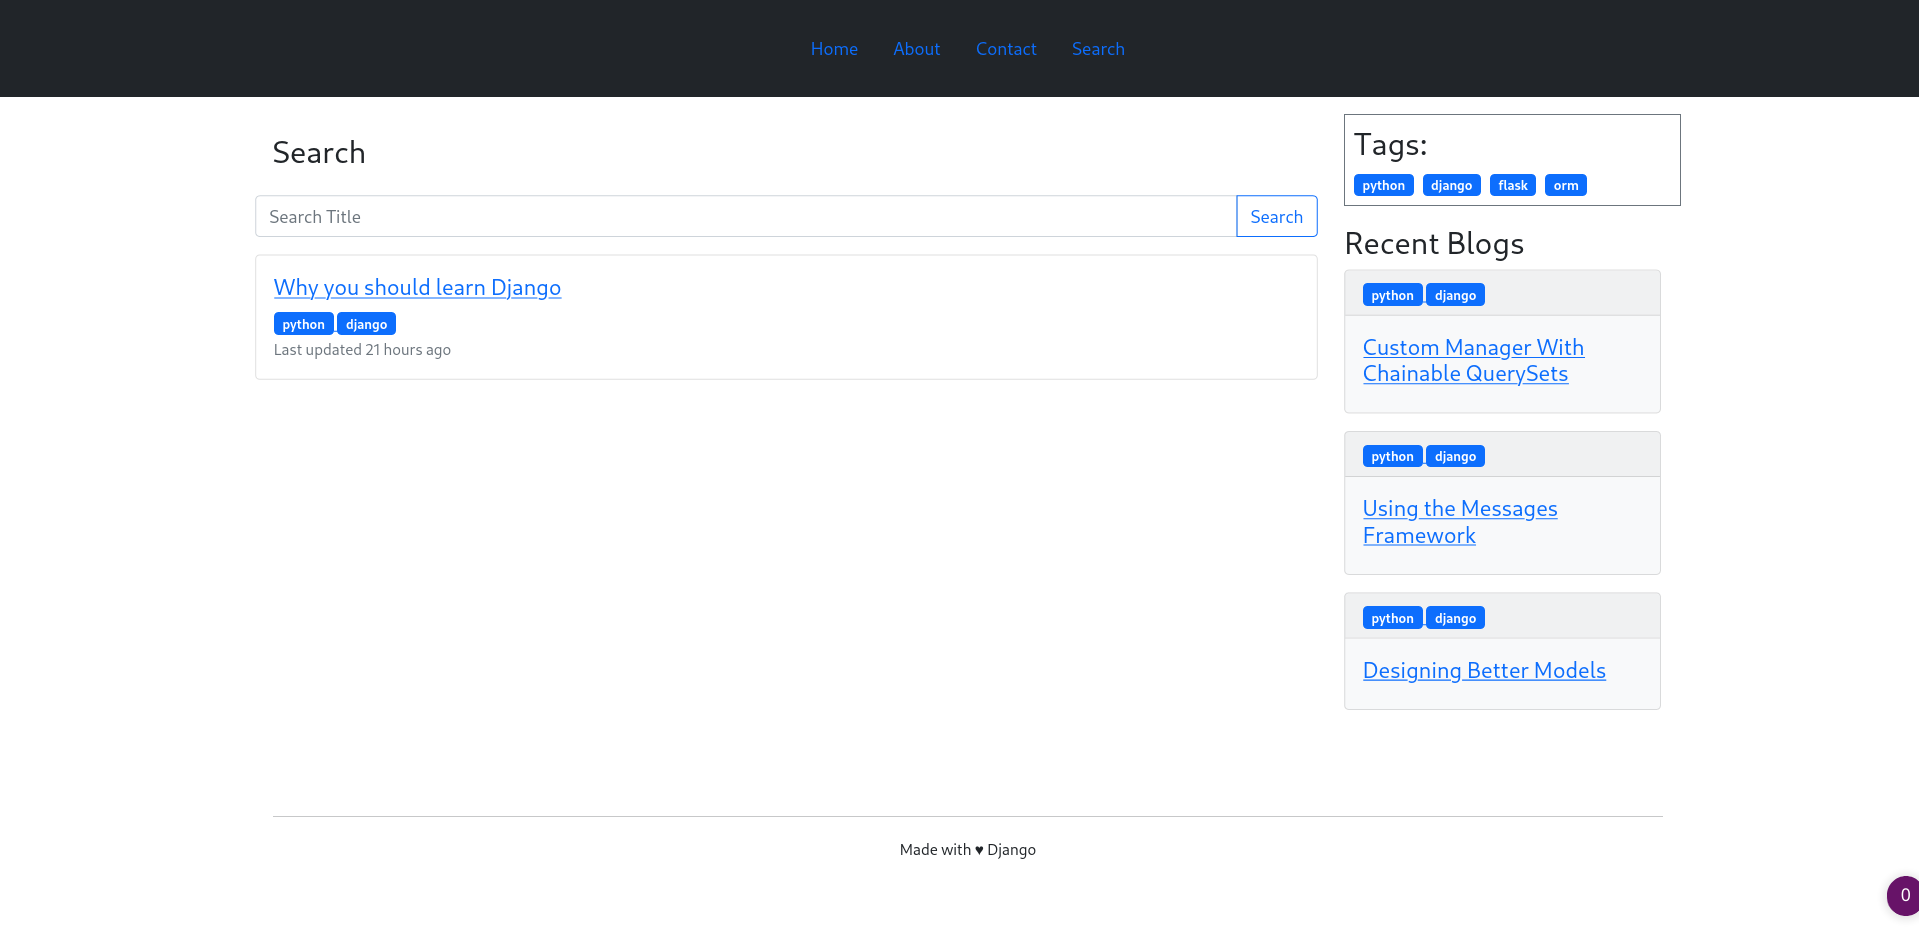 Home About Contact Search
Search
Search Title Search
Why you should learn Django
python django
Last updated 21 hours ago
Tags:
python django flask orm
Recent Blogs
python django
Custom Manager With
Chainable QuerySets
python django
Using the Messages
Framework
python django
Designing Better Models
Made with ♥ Django
0